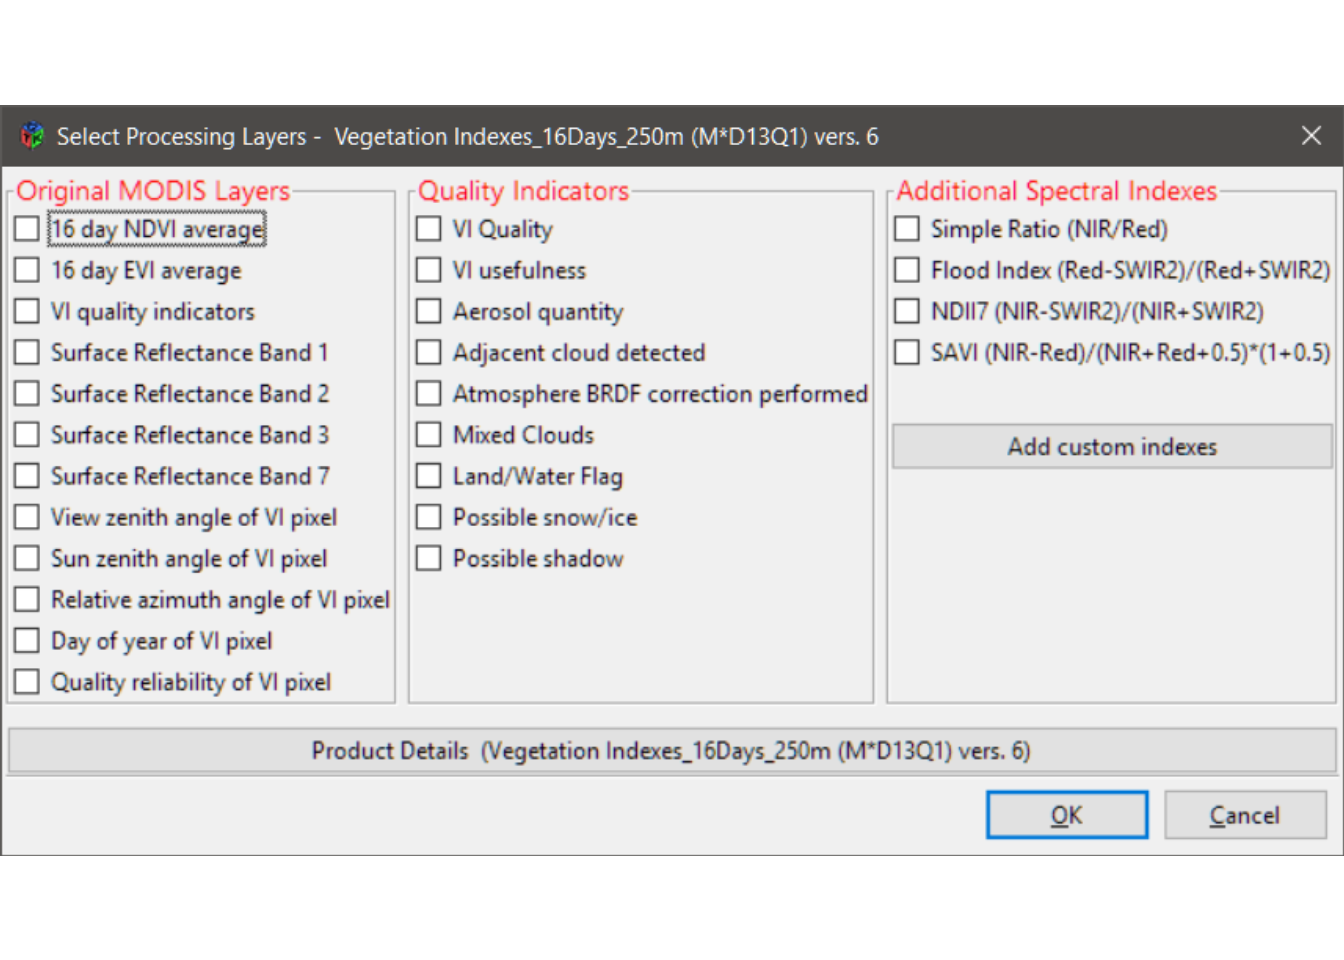 Select Processing Layers - Vegetation Indexes_16Days_250m (M*D13Q1) vers. 6
Original MODIS Layers
16 day NDVI average
16 day EVI average
VI quality indicators
Surface Reflectance Band 1
Surface Reflectance Band 2
Surface Reflectance Band 3
Surface Reflectance Band 7
View zenith angle of VI pixel
Sun zenith angle of VI pixel
Relative azimuth angle of VI pixel
Day of year of VI pixel
Quality reliability of VI pixel
Quality Indicators
VI Quality
VI usefulness
Aerosol quantity
Adjacent cloud detected
Atmosphere BRDF correction performed
Mixed Clouds
Land/Water Flag
Possible snow/ice
Possible shadow
Additional Spectral Indexes
Simple Ratio (NIR/Red)
Flood Index (Red-SWIR2)/(Red+SWIR2)
NDII7 (NIR-SWIR2)/(NIR+SWIR2)
SAVI (NIR-Red)/(NIR+Red+0.5)*(1+0.5)
Add custom indexes
Product Details (Vegetation Indexes_16Days_250m (M*D13Q1) vers. 6)
OK
Cancel